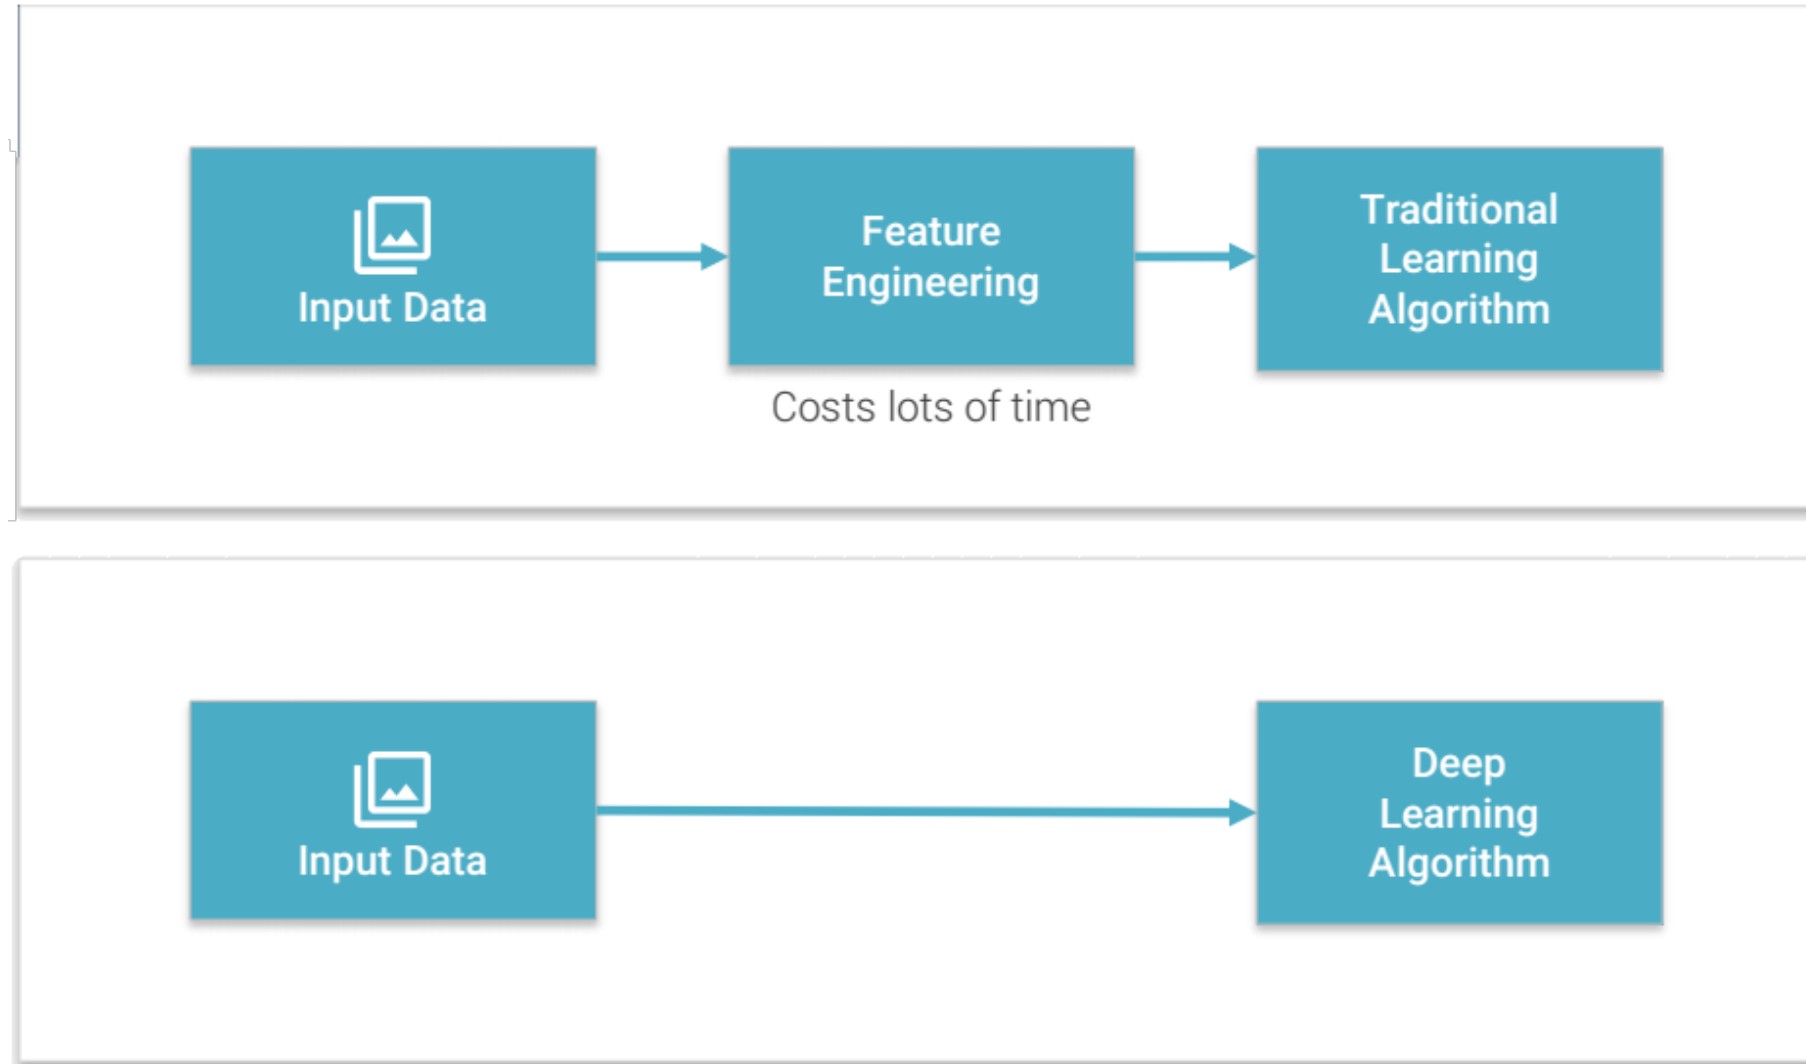 Input Data
Feature
Engineering
Costs lots of time
Traditional
Learning
Algorithm
Input Data
Deep
Learning
Algorithm